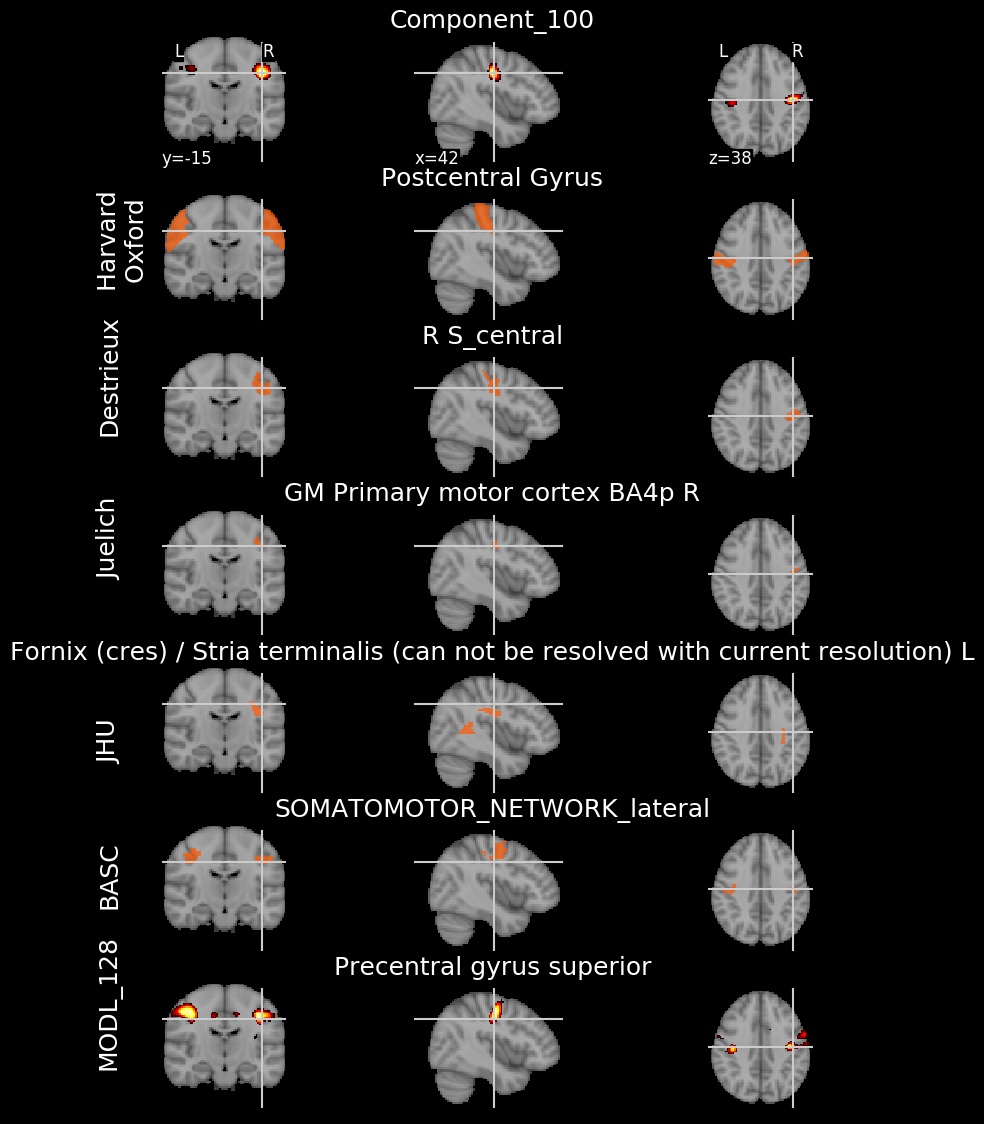 Component_100
L R L R
y=-15 x=42 z=38
Postcentral Gyrus
Harvard
Oxford
R S_central
Destrieux
GM Primary motor cortex BA4p R
Juelich
Fornix (cres) / Stria terminalis (can not be resolved with current resolution) L
JHU
SOMATOMOTOR_NETWORK_lateral
BASC
Precentral gyrus superior
MODL_128